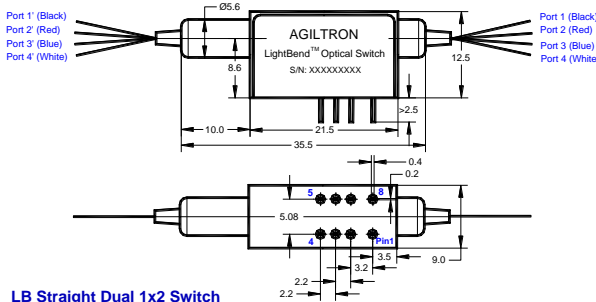 Port 1' (Black)
Port 2' (Red)
Port 3' (Blue)
Port 4' (White)
Ø5.6
8.6
AGILTRON
LightBend™ Optical Switch
S/N: XXXXXXXXX
Port 1 (Black)
Port 2 (Red)
Port 3 (Blue)
Port 4 (White
12.5
>2.5
10.0
21.5
35.5
0.4
0.2
5
8
5.08
4
Pin1
3.5
9.0
3.2
2.2
2.2
LB Straight Dual 1x2 Switch